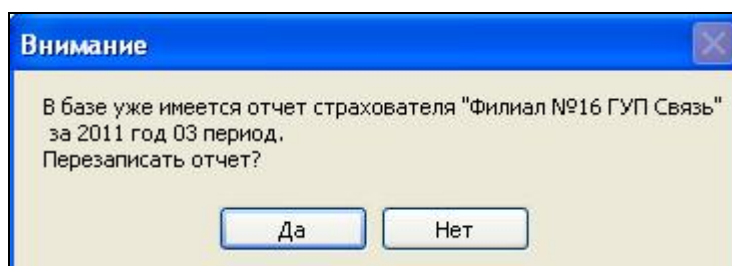 Внимание
В базе уже имеется отчет страхователя "Филиал №16 ГУП Связь"
за 2011 год 03 период.
Перезаписать отчет?
Да Нет